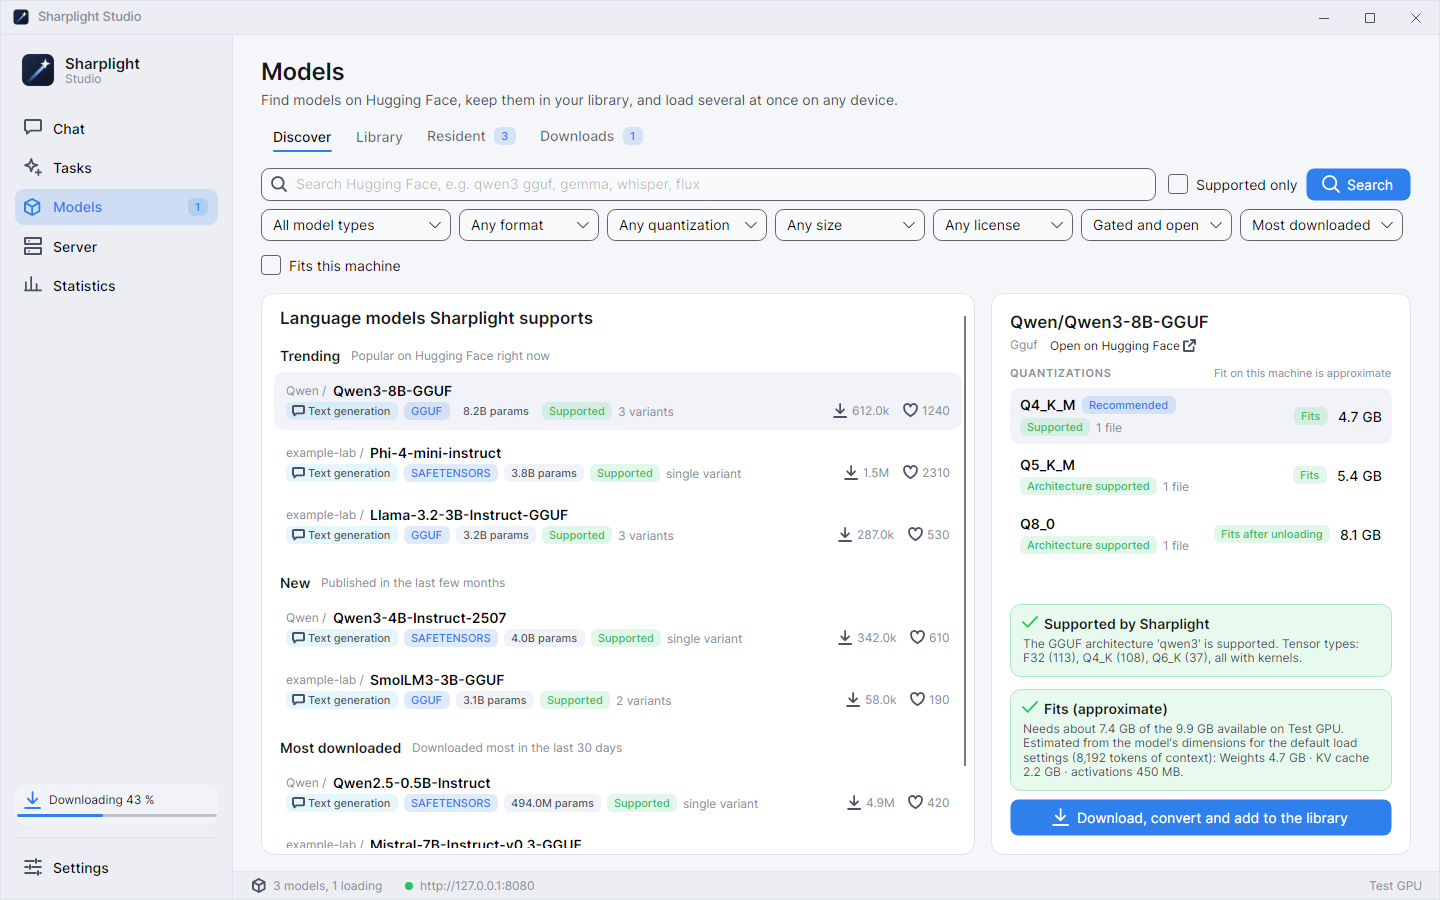 Sharplight Studio
Sharplight
Studio
Chat
Tasks
Models 1
Server
Statistics
Downloading 43 %
Settings
Models
Find models on Hugging Face, keep them in your library, and load several at once on any device.
Discover Library Resident 3 Downloads 1
Search Hugging Face, e.g. qwen3 gguf, gemma, whisper, flux
Supported only Search
All model types Any format Any quantization Any size Any license Gated and open Most downloaded
Fits this machine
Language models Sharplight supports
Trending Popular on Hugging Face right now
Qwen / Qwen3-8B-GGUF
Text generation GGUF 8.2B params Supported 3 variants 612.0k 1240
example-lab / Phi-4-mini-instruct
Text generation SAFETENSORS 3.8B params Supported single variant 1.5M 2310
example-lab / Llama-3.2-3B-Instruct-GGUF
Text generation GGUF 3.2B params Supported 3 variants 287.0k 530
New Published in the last few months
Qwen / Qwen3-4B-Instruct-2507
Text generation SAFETENSORS 4.0B params Supported single variant 342.0k 610
example-lab / SmolLM3-3B-GGUF
Text generation GGUF 3.1B params Supported 2 variants 58.0k 190
Most downloaded Downloaded most in the last 30 days
Qwen / Qwen2.5-0.5B-Instruct
Text generation SAFETENSORS 494.0M params Supported single variant 4.9M 420
example-lab / Mistral-7B-Instruct-v0.3-GGUF
Qwen/Qwen3-8B-GGUF
Gguf Open on Hugging Face
QUANTIZATIONS Fit on this machine is approximate
Q4_K_M Recommended
Supported 1 file Fits 4.7 GB
Q5_K_M
Architecture supported 1 file Fits 5.4 GB
Q8_0
Architecture supported 1 file Fits after unloading 8.1 GB
Supported by Sharplight
The GGUF architecture 'qwen3' is supported. Tensor types:
F32 (113), Q4_K (108), Q6_K (37), all with kernels.
Fits (approximate)
Needs about 7.4 GB of the 9.9 GB available on Test GPU.
Estimated from the model's dimensions for the default load
settings (8,192 tokens of context): Weights 4.7 GB · KV cache
2.2 GB · activations 450 MB.
Download, convert and add to the library
3 models, 1 loading http://127.0.0.1:8080 Test GPU